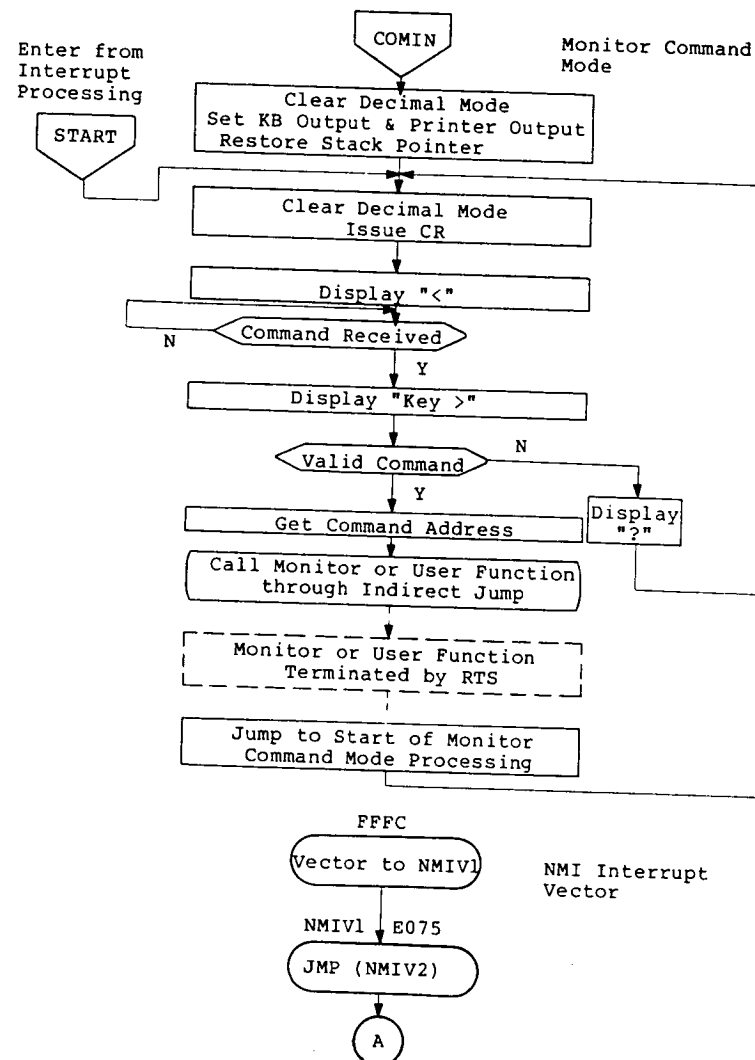 COMIN
Monitor Command
Mode
Enter from
Interrupt
Processing
START
Clear Decimal Mode
Set KB Output & Printer Output
Restore Stack Pointer
Clear Decimal Mode
Issue CR
Display "<"
Command Received
N
Y
Display "Key >"
Valid Command
N
Y
Display
"?"
Get Command Address
Call Monitor or User Function
through Indirect Jump
Monitor or User Function
Terminated by RTS
Jump to Start of Monitor
Command Mode Processing
FFFC
Vector to NMIV1
NMI Interrupt
Vector
NMIV1 E075
JMP (NMIV2)
A